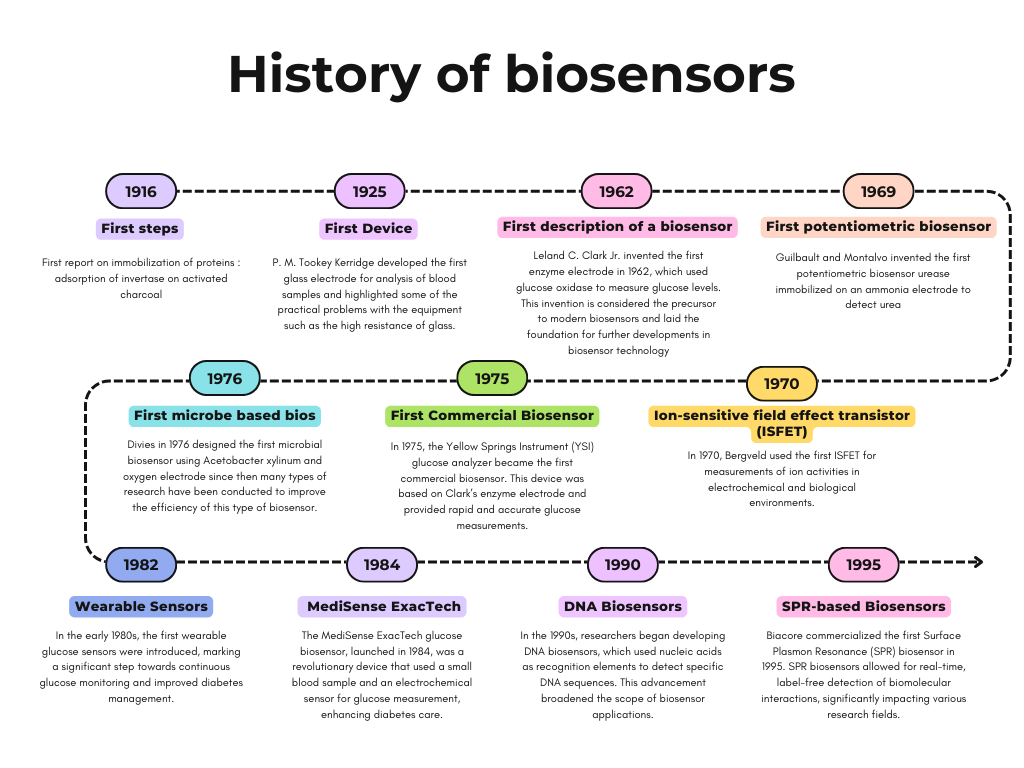 History of biosensors
1916
First steps
First report on immobilization of proteins :
adsorption of invertase on activated
charcoal
1925
First Device
P. M. Tookey Kerridge developed the first
glass electrode for analysis of blood
samples and highlighted some of the
practical problems with the equipment
such as the high resistance of glass.
1962
First description of a biosensor
Leland C. Clark Jr. invented the first
enzyme electrode in 1962, which used
glucose oxidase to measure glucose levels.
This invention is considered the precursor
to modern biosensors and laid the
foundation for further developments in
biosensor technology
1969
First potentiometric biosensor
Guilbault and Montalvo invented the first
potentiometric biosensor urease
immobilized on an ammonia electrode to
detect urea
1976
First microbe based bios
Divies in 1976 designed the first microbial
biosensor using Acetobacter xylinum and
oxygen electrode since then many types of
research have been conducted to improve
the efficiency of this type of biosensor.
1975
First Commercial Biosensor
In 1975, the Yellow Springs Instrument (YSI)
glucose analyzer became the first
commercial biosensor. This device was
based on Clark's enzyme electrode and
provided rapid and accurate glucose
measurements.
1970
Ion-sensitive field effect transistor
(ISFET)
In 1970, Bergveld used the first ISFET for
measurements of ion activities in
electrochemical and biological
environments.
1982
Wearable Sensors
In the early 1980s, the first wearable
glucose sensors were introduced, marking
a significant step towards continuous
glucose monitoring and improved diabetes
management.
1984
MediSense ExacTech
The MediSense ExacTech glucose
biosensor, launched in 1984, was a
revolutionary device that used a small
blood sample and an electrochemical
sensor for glucose measurement,
enhancing diabetes care.
1990
DNA Biosensors
In the 1990s, researchers began developing
DNA biosensors, which used nucleic acids
as recognition elements to detect specific
DNA sequences. This advancement
broadened the scope of biosensor
applications.
1995
SPR-based Biosensors
Biacore commercialized the first Surface
Plasmon Resonance (SPR) biosensor in
1995. SPR biosensors allowed for real-time,
label-free detection of biomolecular
interactions, significantly impacting various
research fields.